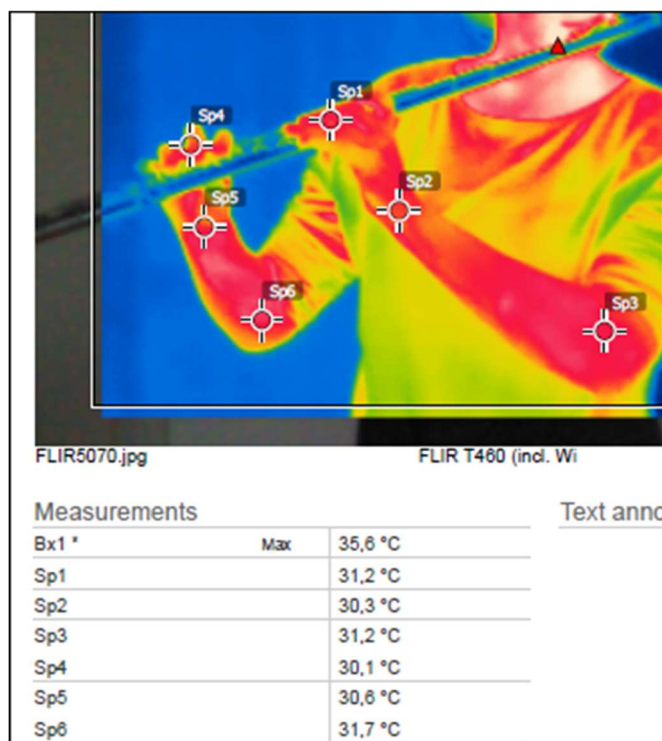 Sp1
Sp4
Sp2
Sp5
Sp6
Sp3
FLIR5070.jpg FLIR T460 (incl. Wi
Measurements Text anno
Bx1 * Max 35,6 °C
Sp1 31,2 °C
Sp2 30,3 °C
Sp3 31,2 °C
Sp4 30,1 °C
Sp5 30,6 °C
Sp6 31,7 °C